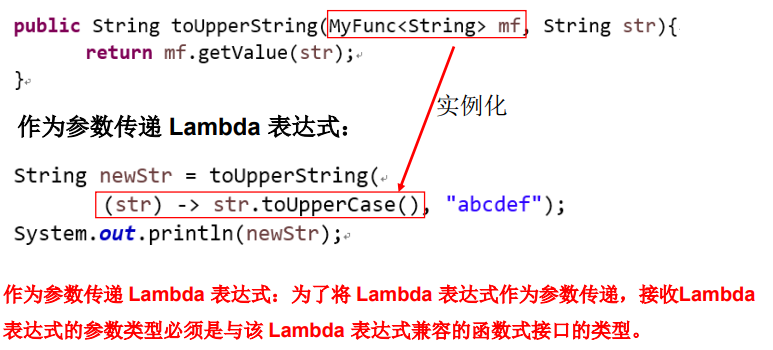 public String toUpperString(MyFunc<String> mf, String str){
return mf.getValue(str);
}
实例化
作为参数传递 Lambda 表达式：
String newStr = toUpperString(
(str) -> str.toUpperCase(), "abcdef");
System.out.println(newStr);
作为参数传递 Lambda 表达式：为了将 Lambda 表达式作为参数传递，接收Lambda
表达式的参数类型必须是与该 Lambda 表达式兼容的函数式接口的类型。